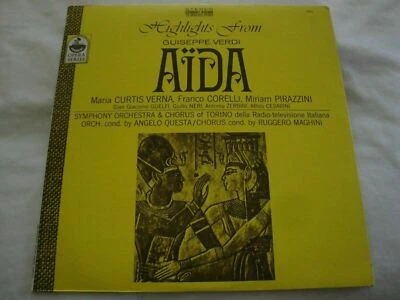 Highlights From
GUISEPPE VERDI
AÏDA
OPERA
SERIES
Maria CURTIS VERNA, Franco CORELLI, Miriam PIRAZZINI
Gian Giacomo GUELFI, Giulio NERI, Antonio ZERBINI, Athos CESARINI
SYMPHONY ORCHESTRA & CHORUS of TORINO della Radio-televisione Italiana
ORCH. cond. by ANGELO QUESTA/CHORUS cond. by RUGGERO MAGHINI